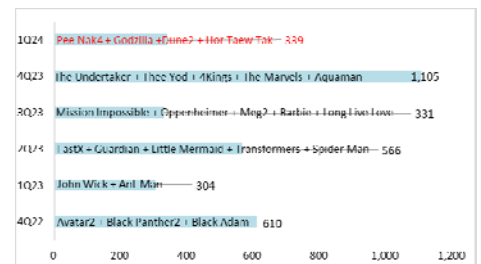 1Q24 Pee Nak4 + Godzilla + Dune2 + Hor Taew Tak 339
4Q23 The Undertaker + Thee Yod + 4Kings + The Marvels + Aquaman 1,105
3Q23 Mission Impossible + Oppenheimer + Meg2 + Barbie + Long Live Love 331
2Q23 FastX + Guardian + Little Mermaid + Transformers + Spider Man 566
1Q23 John Wick + Ant Man 304
4Q22 Avatar2 + Black Panther2 + Black Adam 610
0 200 400 600 800 1,000 1,200